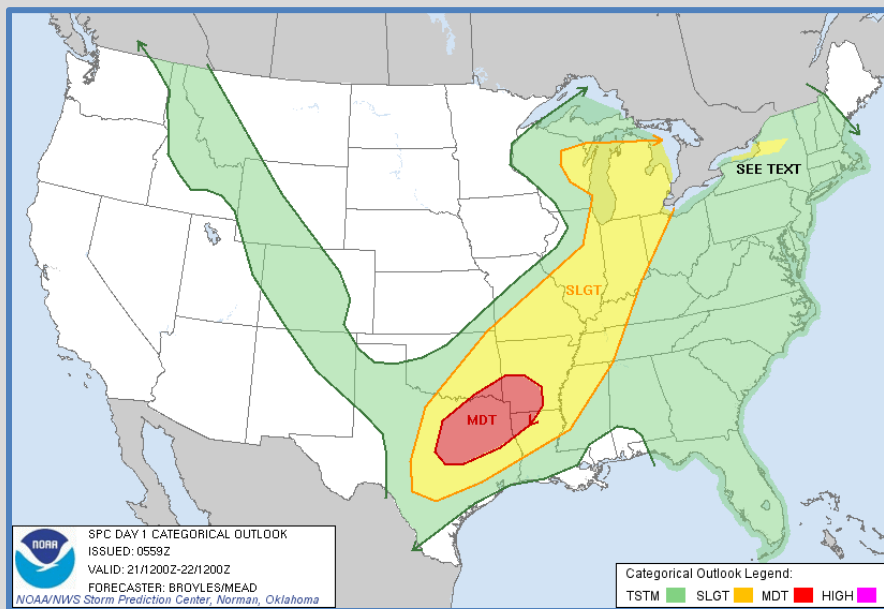 SEE TEXT
SLGT
MDT
NOAA
SPC DAY 1 CATEGORICAL OUTLOOK
ISSUED: 0559Z
VALID: 21/1200Z-22/1200Z
FORECASTER: BROYLES/MEAD
NOAA/NWS Storm Prediction Center, Norman, Oklahoma
Categorical Outlook Legend:
TSTM SLGT MDT HIGH